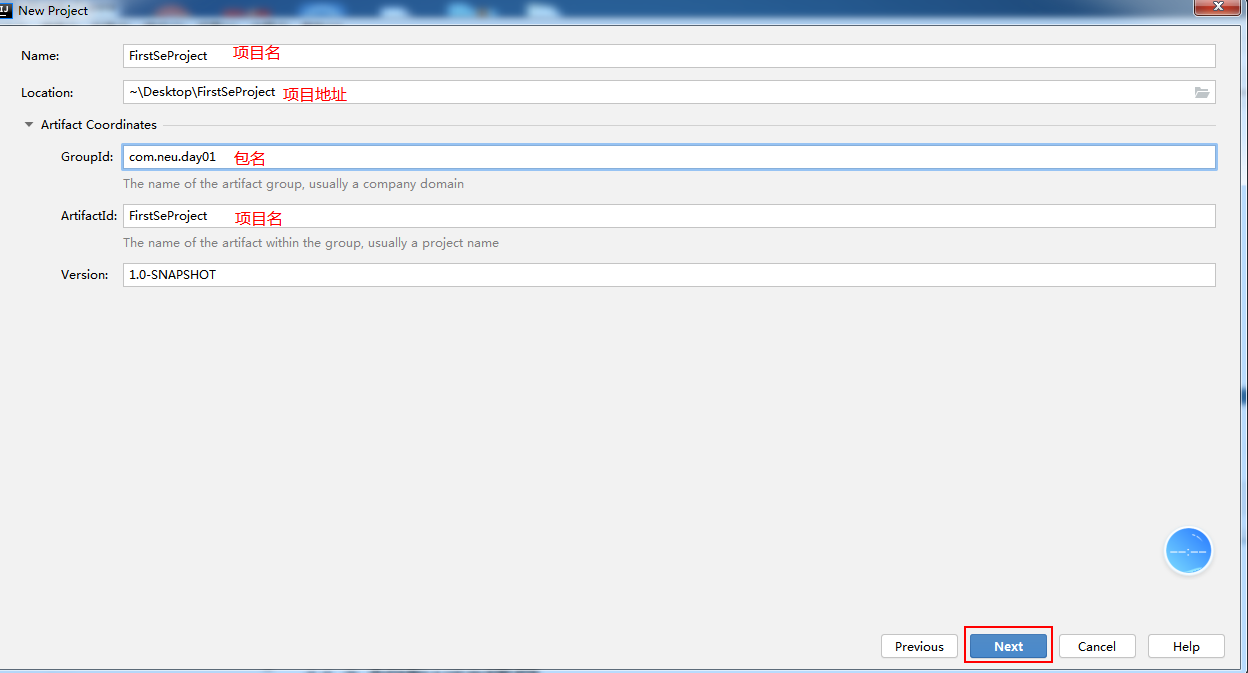 IJ New Project
Name: FirstSeProject 项目名
Location: ~\Desktop\FirstSeProject 项目地址
Artifact Coordinates
GroupId: com.neu.day01 包名
The name of the artifact group, usually a company domain
ArtifactId: FirstSeProject 项目名
The name of the artifact within the group, usually a project name
Version: 1.0-SNAPSHOT
--:--
Previous Next Cancel Help